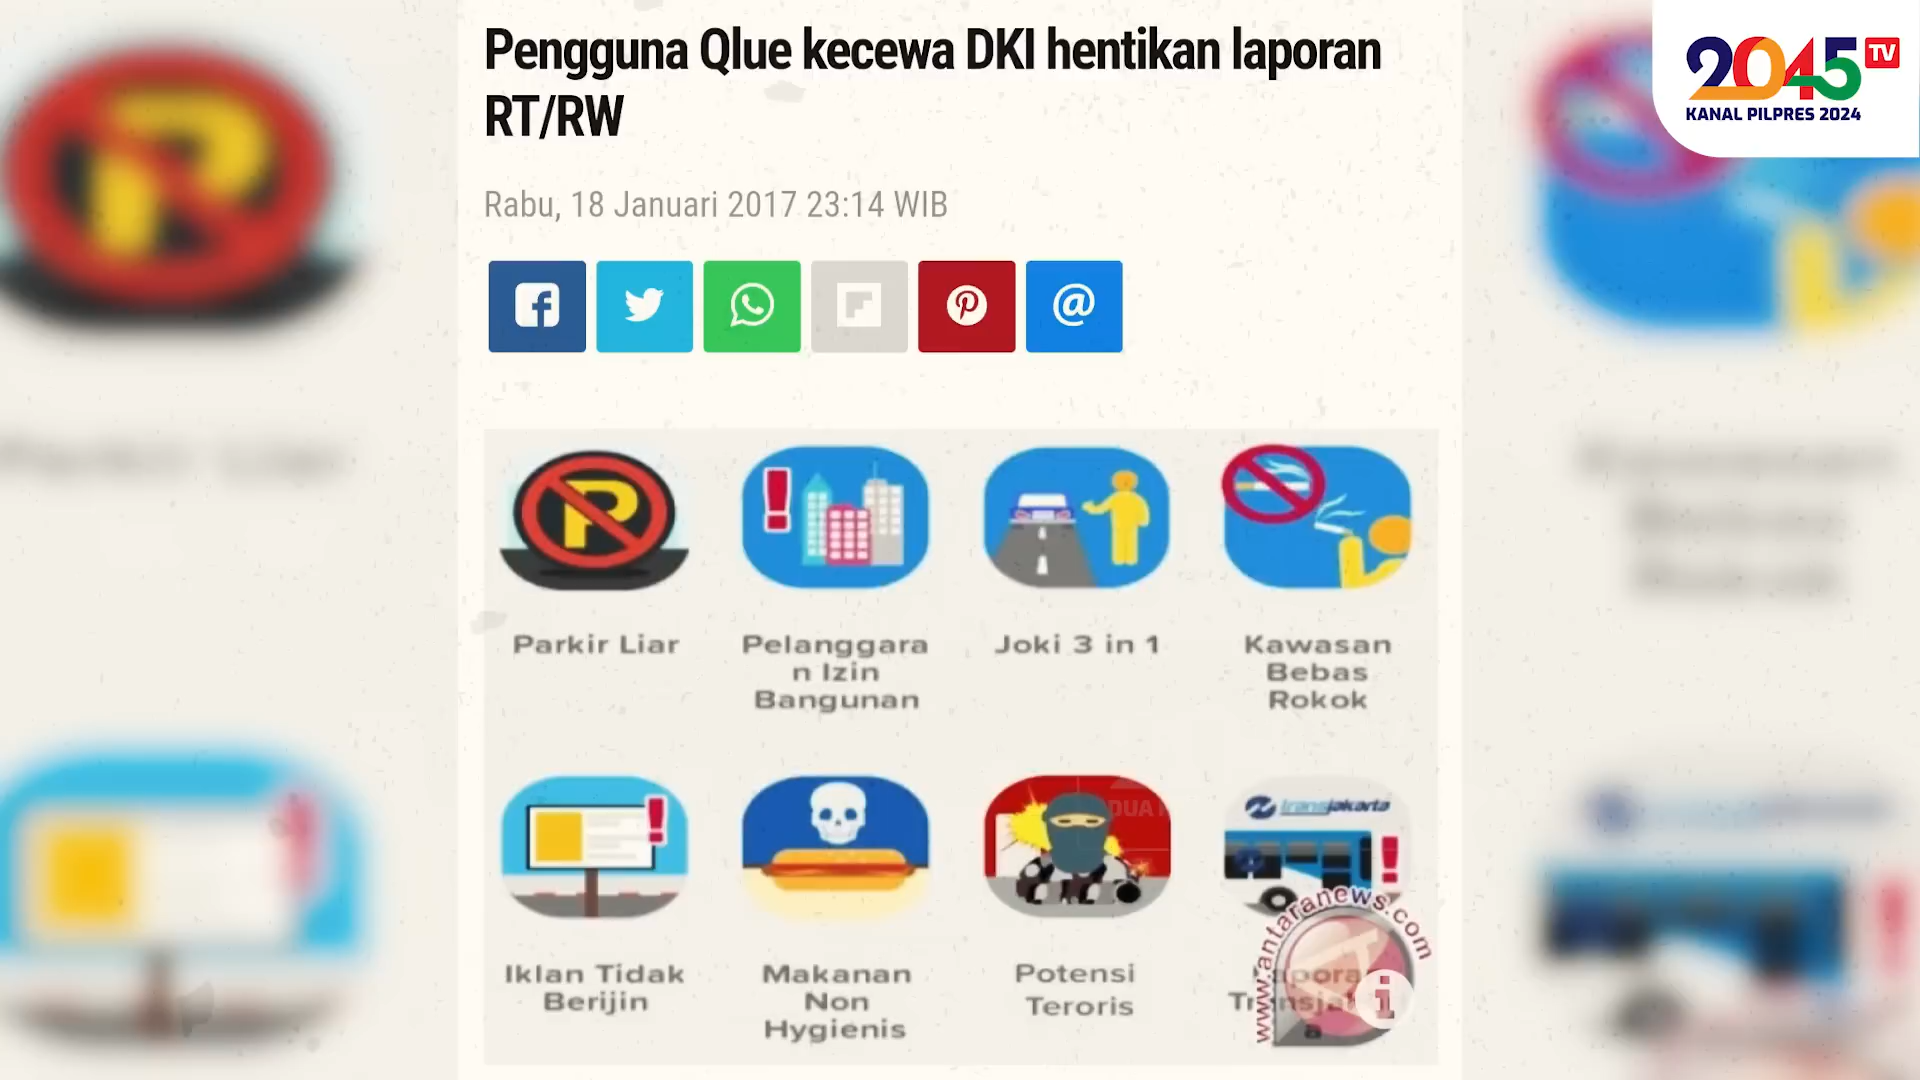 Pengguna Qlue kecewa DKI hentikan laporan
RT/RW
2045 TV
KANAL PILPRES 2024
Rabu, 18 Januari 2017 23:14 WIB
Parkir Liar
Pelanggara
n Izin
Bangunan
Joki 3 in 1
Kawasan
Bebas
Rokok
transjakarta
Iklan Tidak
Berijin
Makanan
Non
Hygienis
Potensi
Teroris
www.antaranews.com